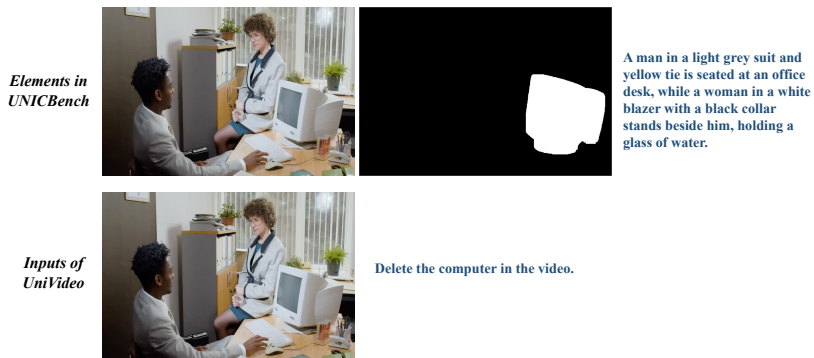 Elements in
UNICBench
A man in a light grey suit and
yellow tie is seated at an office
desk, while a woman in a white
blazer with a black collar
stands beside him, holding a
glass of water.
Inputs of
UniVideo
Delete the computer in the video.